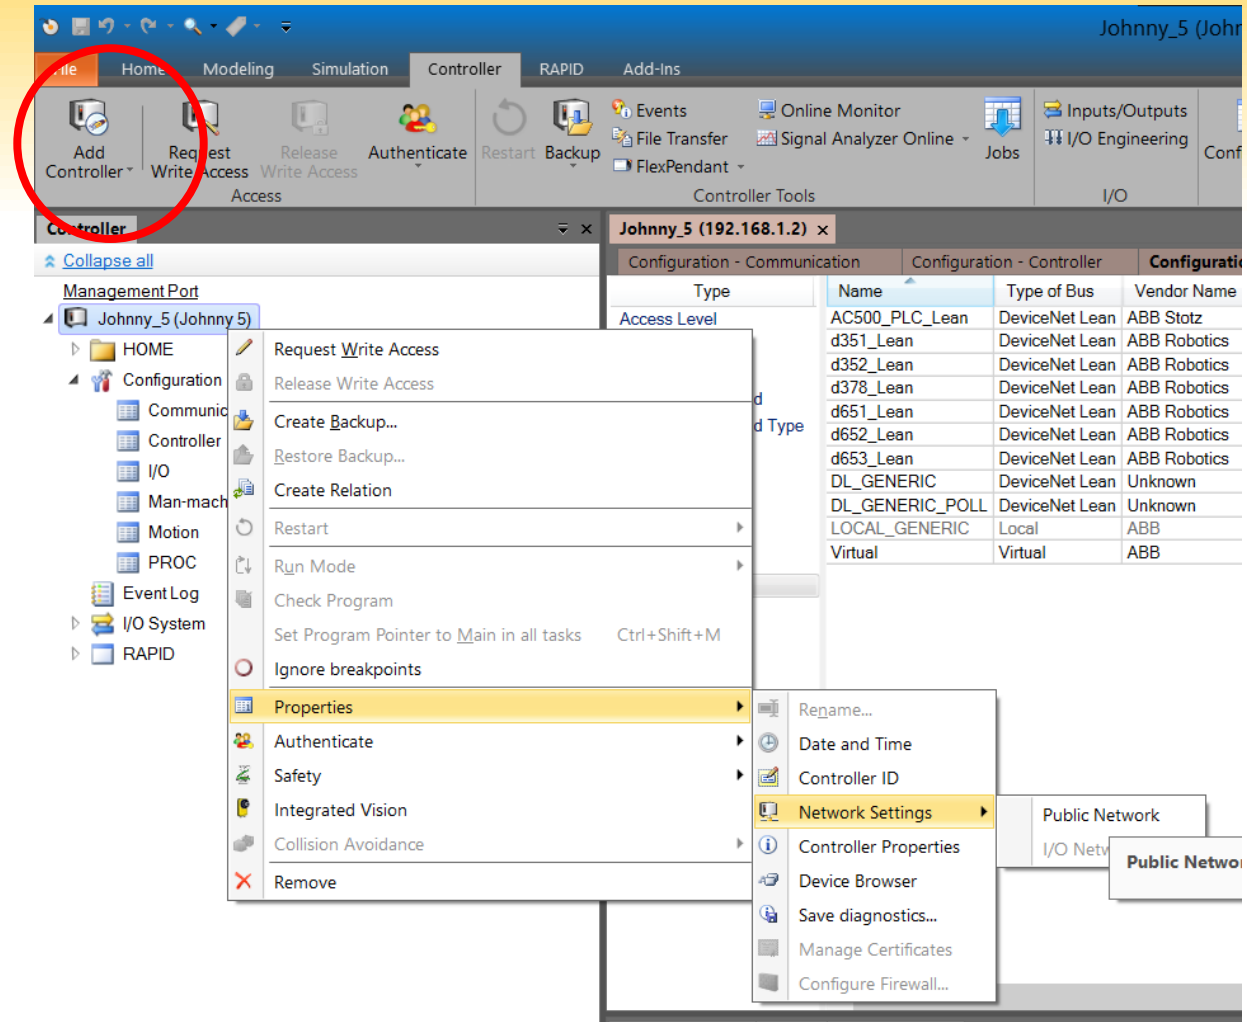 Johnny_5 (John
File Home Modeling Simulation Controller RAPID Add-Ins
Add Controller
Request Write Access
Release Write Access
Authenticate
Restart
Backup
Events
File Transfer
FlexPendant
Online Monitor
Signal Analyzer Online
Jobs
Inputs/Outputs
I/O Engineering
Conf
Access
Controller Tools
I/O
Controller
Collapse all
Management Port
Johnny_5 (Johnny 5)
HOME
Configuration
Communic
Controller
I/O
Man-mach
Motion
PROC
Event Log
I/O System
RAPID
Request Write Access
Release Write Access
Create Backup...
Restore Backup...
Create Relation
Restart
Run Mode
Check Program
Set Program Pointer to Main in all tasks Ctrl+Shift+M
Ignore breakpoints
Properties
Authenticate
Safety
Integrated Vision
Collision Avoidance
Remove
Rename...
Date and Time
Controller ID
Network Settings
Controller Properties
Device Browser
Save diagnostics...
Manage Certificates
Configure Firewall...
Public Network
I/O Netw
Public Networ
Johnny_5 (192.168.1.2)
Configuration - Communication Configuration - Controller Configuratio
Type
Access Level
d
d Type
Name Type of Bus Vendor Name
AC500_PLC_Lean DeviceNet Lean ABB Stotz
d351_Lean DeviceNet Lean ABB Robotics
d352_Lean DeviceNet Lean ABB Robotics
d378_Lean DeviceNet Lean ABB Robotics
d651_Lean DeviceNet Lean ABB Robotics
d652_Lean DeviceNet Lean ABB Robotics
d653_Lean DeviceNet Lean ABB Robotics
DL_GENERIC DeviceNet Lean Unknown
DL_GENERIC_POLL DeviceNet Lean Unknown
LOCAL_GENERIC Local ABB
Virtual Virtual ABB